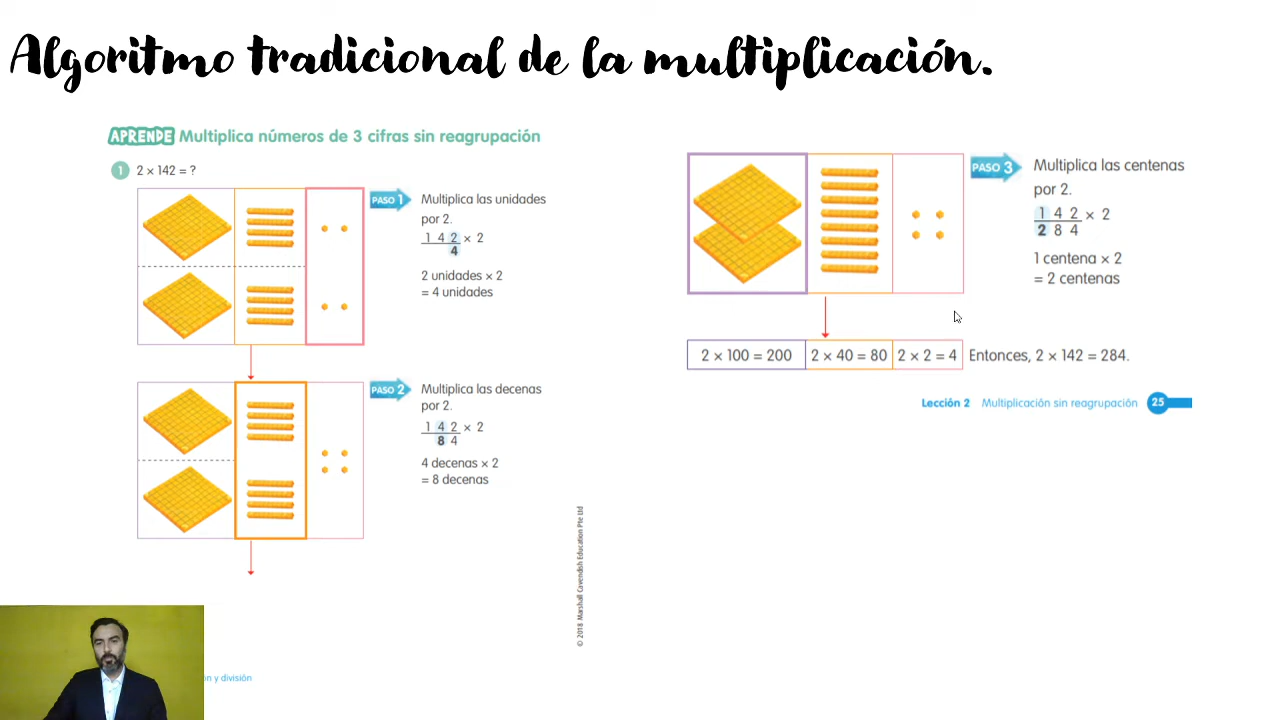 Algoritmo tradicional de la multiplicación.
APRENDE Multiplica números de 3 cifras sin reagrupación
1 2 × 142 = ?
PASO 1
Multiplica las unidades
por 2.
1 4 2 × 2
4
2 unidades × 2
= 4 unidades
PASO 2
Multiplica las decenas
por 2.
1 4 2 × 2
8 4
4 decenas × 2
= 8 decenas
© 2018 Marshall Cavendish Education Pte Ltd
ón y división
PASO 3
Multiplica las centenas
por 2.
1 4 2 × 2
2 8 4
1 centena × 2
= 2 centenas
2 × 100 = 200 2 × 40 = 80 2 × 2 = 4 Entonces, 2 × 142 = 284.
Lección 2 Multiplicación sin reagrupación 25